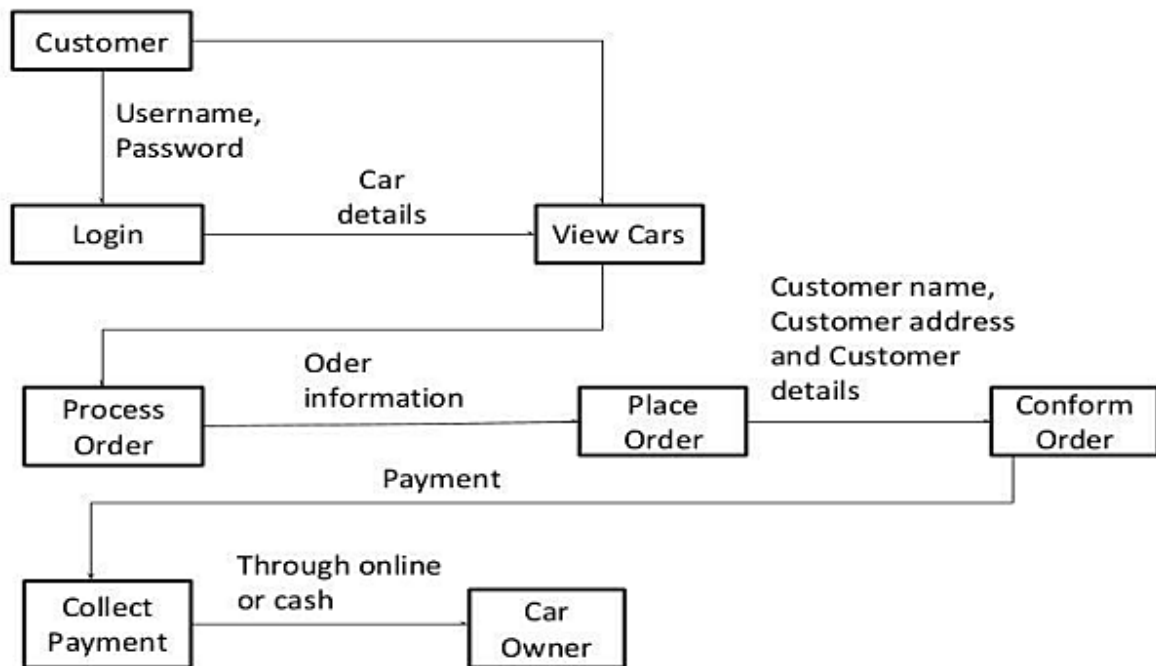 Customer
Username,
Password
Car
details
Login
View Cars
Customer name,
Customer address
and Customer
details
Oder
information
Process
Order
Place
Order
Conform
Order
Payment
Through online
or cash
Collect
Payment
Car
Owner